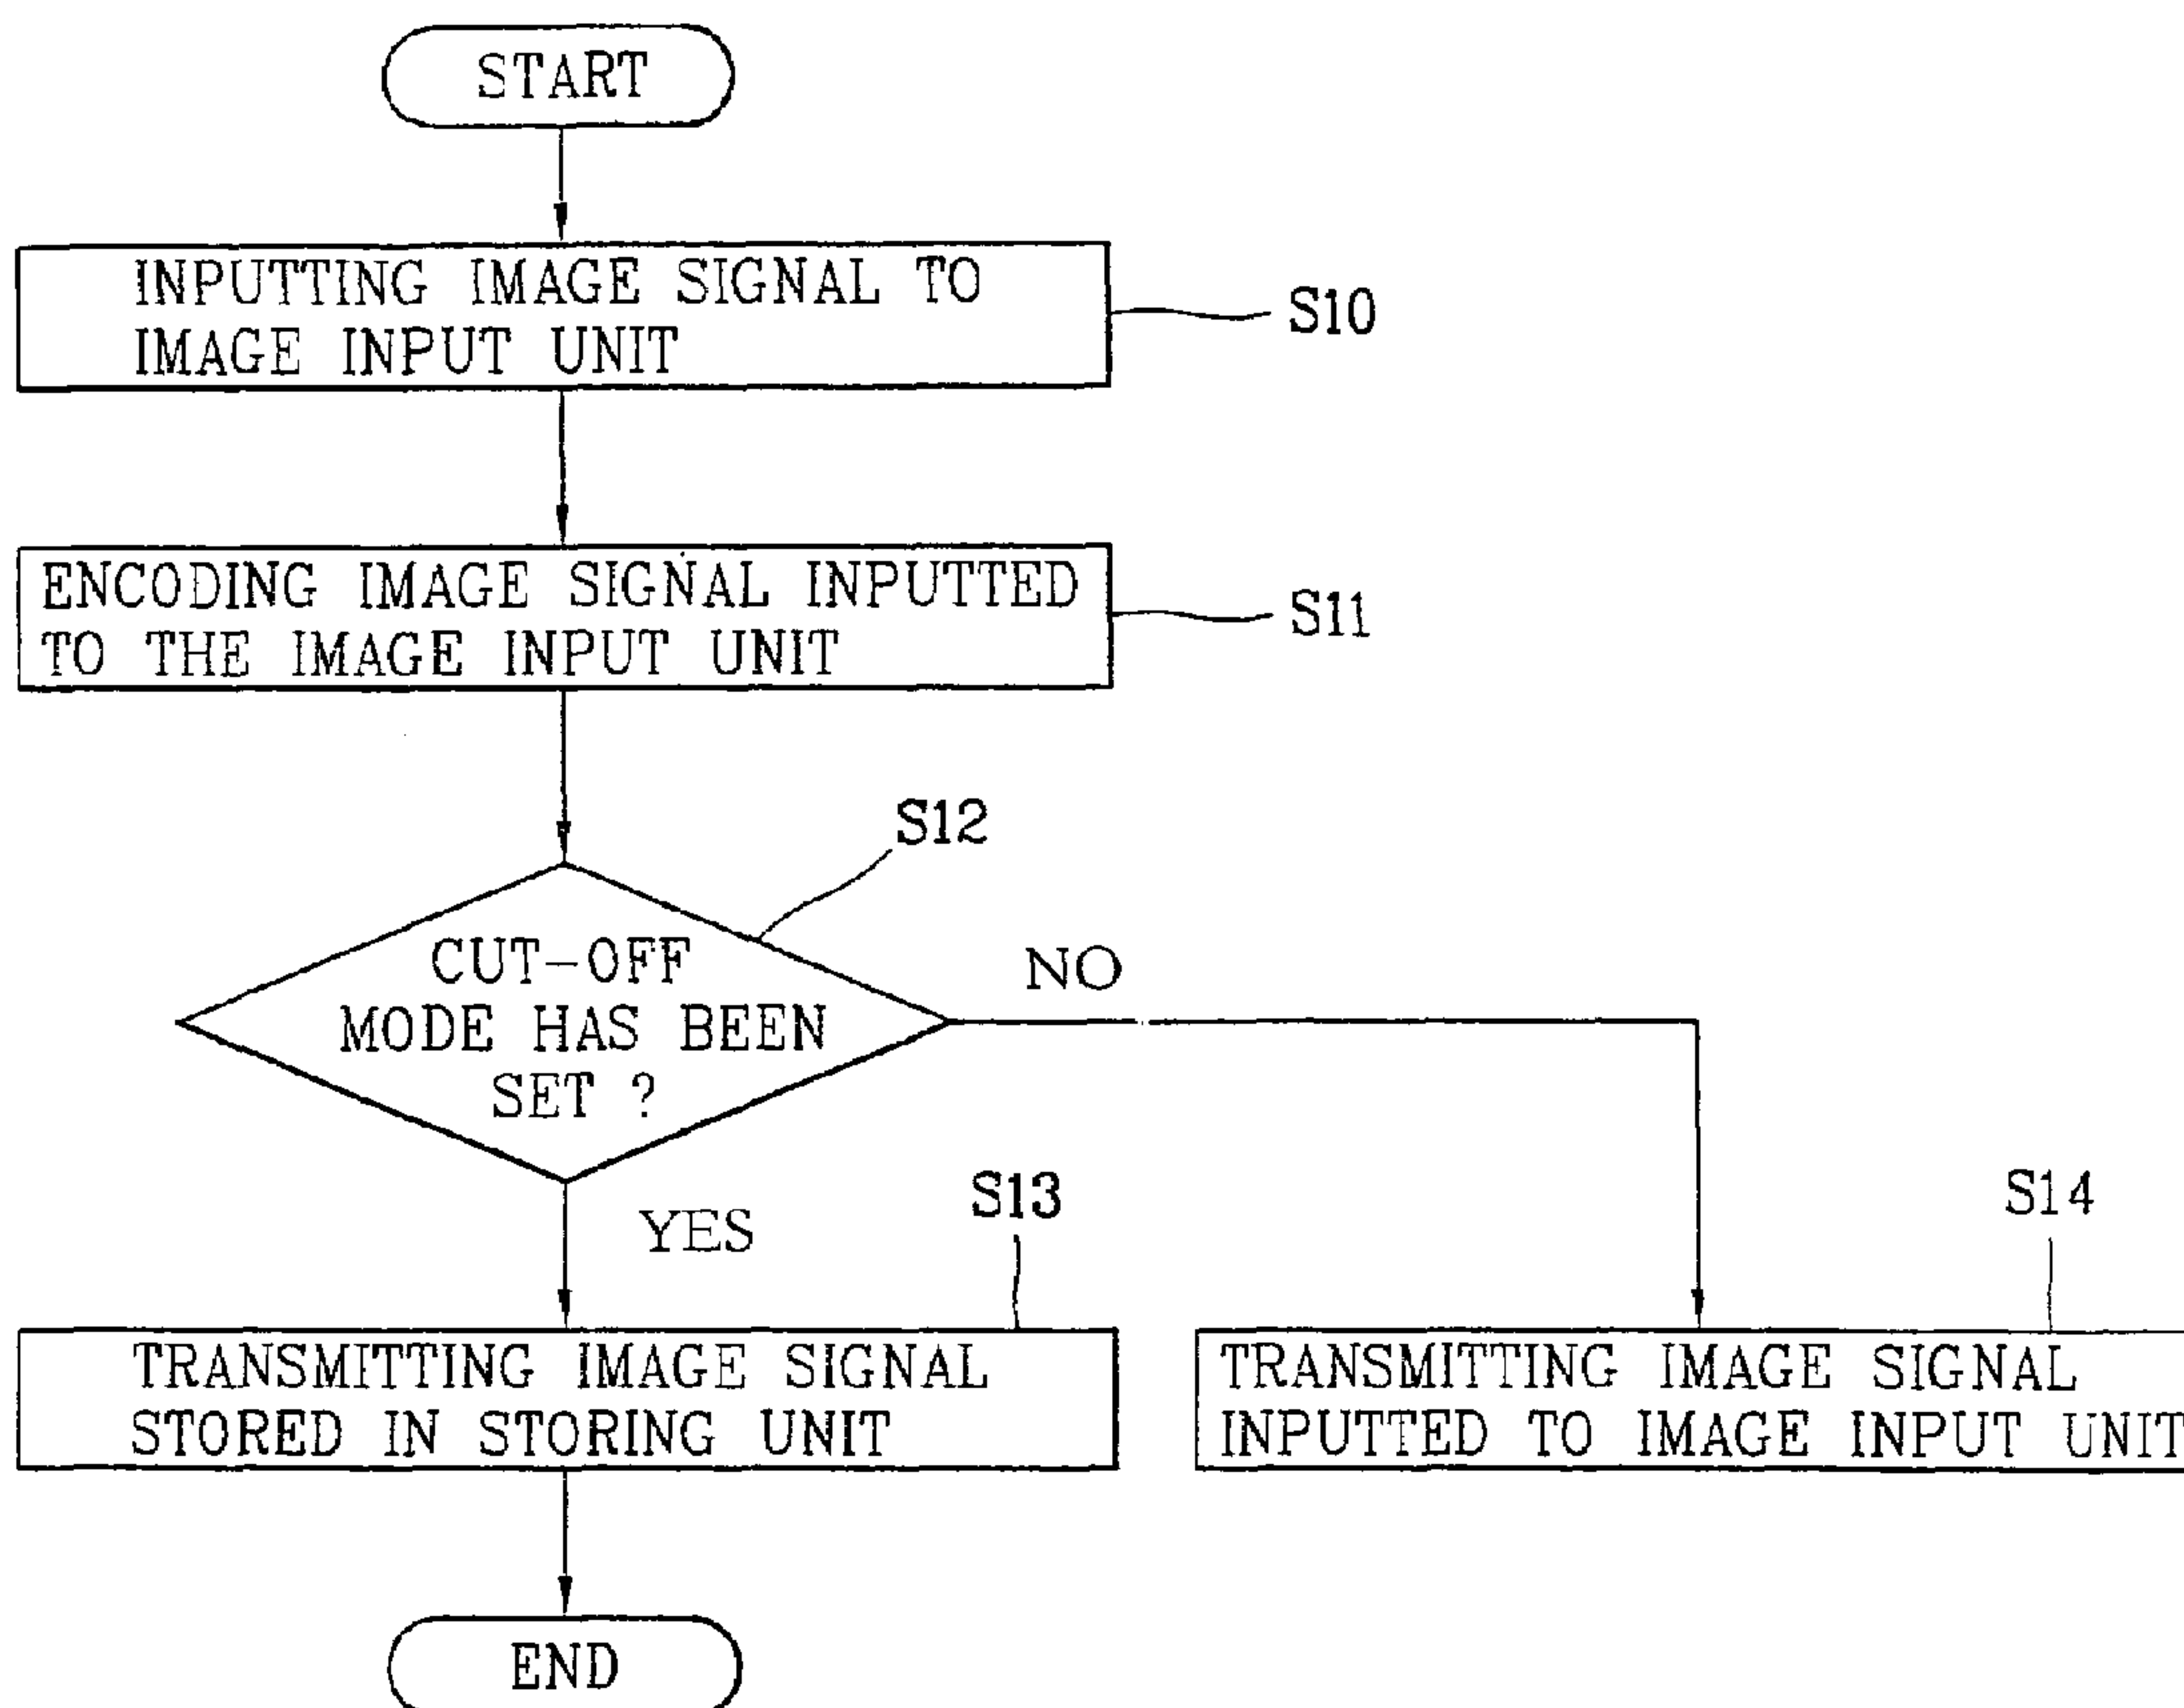 START
INPUTTING IMAGE SIGNAL TO
IMAGE INPUT UNIT
S10
ENCODING IMAGE SIGNAL INPUTTED
TO THE IMAGE INPUT UNIT
S11
S12
CUT-OFF
MODE HAS BEEN
SET ?
NO
YES
S13
TRANSMITTING IMAGE SIGNAL
STORED IN STORING UNIT
S14
TRANSMITTING IMAGE SIGNAL
INPUTTED TO IMAGE INPUT UNIT
END